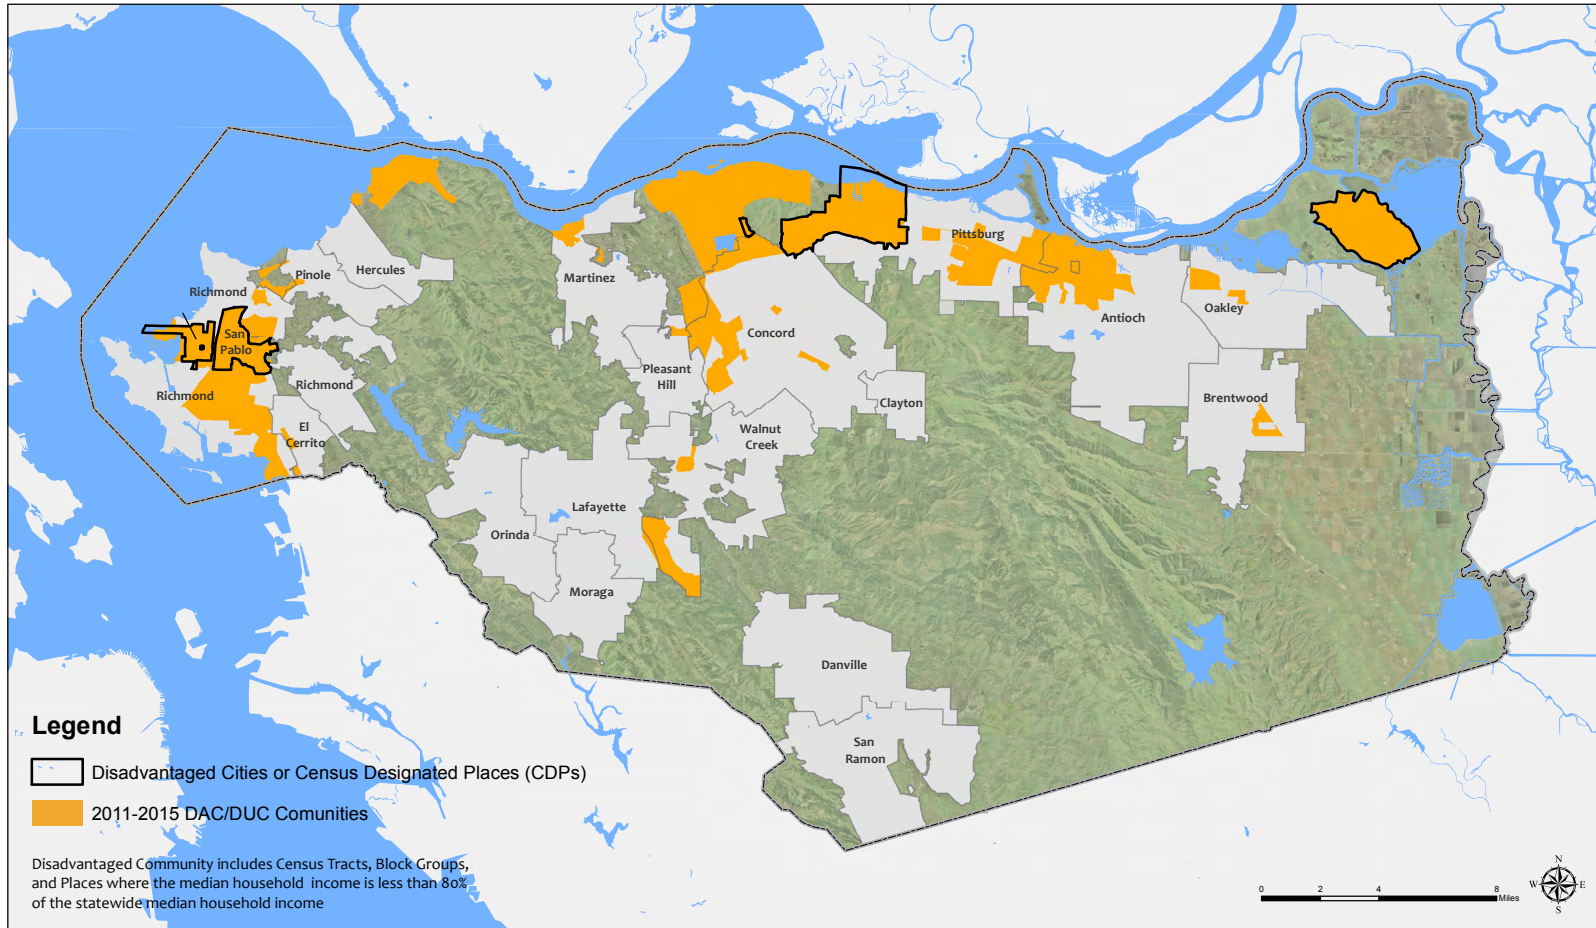 Pittsburg
Hercules
Pinole
Martinez
Richmond
Antioch
Oakley
San
Pablo
Concord
Pleasant
Hill
Richmond
Richmond
Brentwood
Clayton
El
Cerrito
Walnut
Creek
Lafayette
Orinda
Moraga
Danville
San
Ramon
Legend
Disadvantaged Cities or Census Designated Places (CDPs)
2011-2015 DAC/DUC Comunities
Disadvantaged Community includes Census Tracts, Block Groups,
and Places where the median household income is less than 80%
of the statewide median household income
0 2 4 8
Miles
N
W E
S